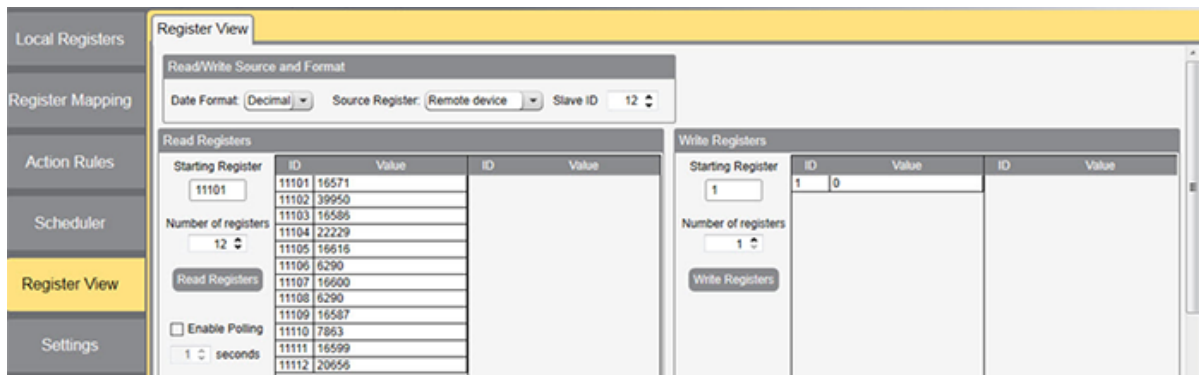 Local Registers
Register Mapping
Action Rules
Scheduler
Register View
Settings
Register View
Read/Write Source and Format
Date Format: Decimal Source Register: Remote device Slave ID 12
Read Registers
Starting Register
11101
Number of registers
12
Read Registers
Enable Polling
1 seconds
ID Value ID Value
11101 16571
11102 39950
11103 16586
11104 22229
11105 16616
11106 6290
11107 16600
11108 6290
11109 16587
11110 7863
11111 16599
11112 20656
Write Registers
Starting Register
1
Number of registers
1
Write Registers
ID Value ID Value
1 0